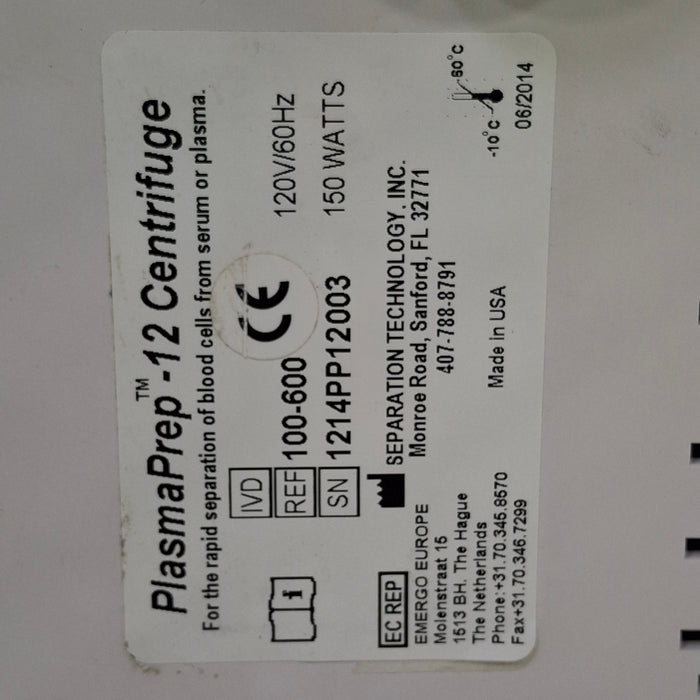 PlasmaPrep™-12 Centrifuge
For the rapid separation of blood cells from serum or plasma.
IVD
REF 100-600 CE 120V/60Hz
SN 1214PP12003 150 WATTS
SEPARATION TECHNOLOGY, INC.
Monroe Road, Sanford, FL 32771
407-788-8791
EC REP
EMERGO EUROPE
Molenstraat 15
1513 BH. The Hague
The Netherlands
Phone:+31.70.345.8570
Fax+31.70.346.7299
Made in USA
-10°C 60°C
06/2014